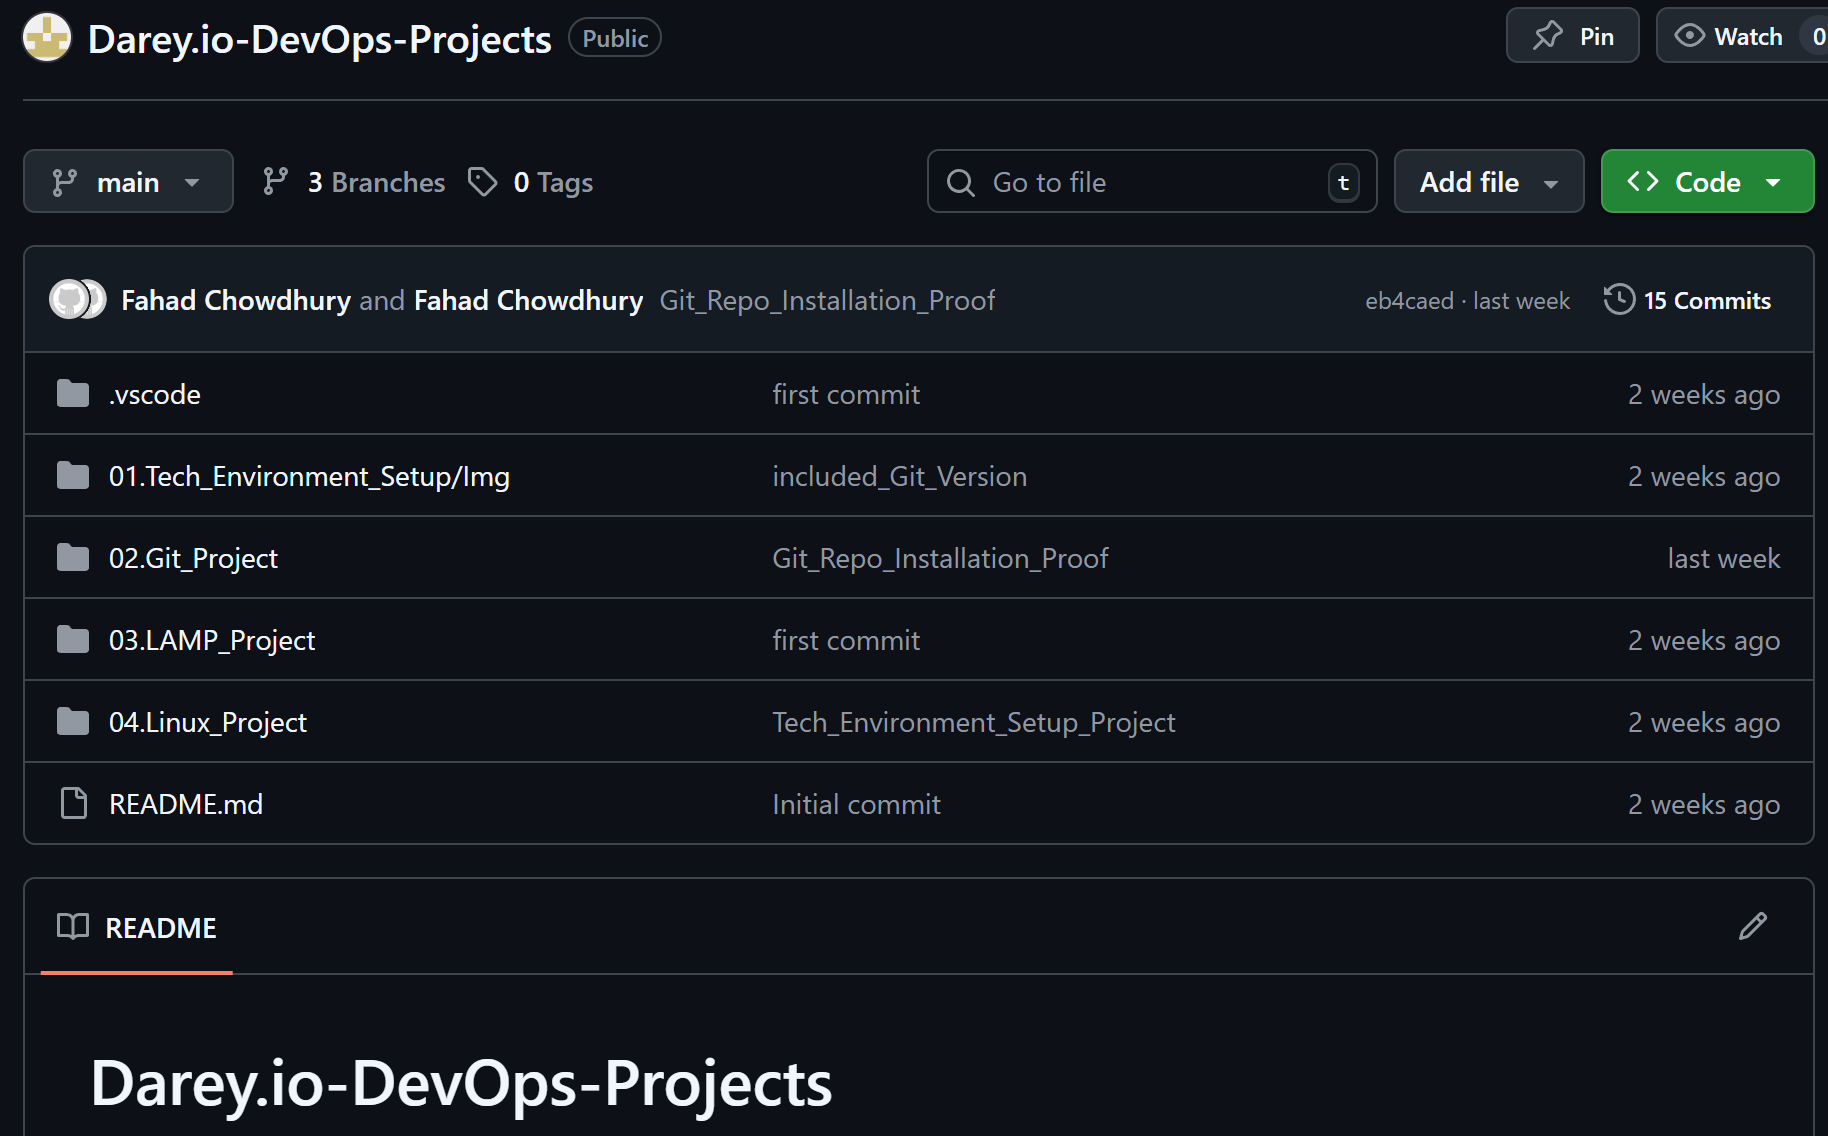 Darey.io-DevOps-Projects Public Pin Watch 0
main 3 Branches 0 Tags Go to file t Add file Code
Fahad Chowdhury and Fahad Chowdhury Git_Repo_Installation_Proof eb4caed · last week 15 Commits
.vscode first commit 2 weeks ago
01.Tech_Environment_Setup/Img included_Git_Version 2 weeks ago
02.Git_Project Git_Repo_Installation_Proof last week
03.LAMP_Project first commit 2 weeks ago
04.Linux_Project Tech_Environment_Setup_Project 2 weeks ago
README.md Initial commit 2 weeks ago
README
Darey.io-DevOps-Projects